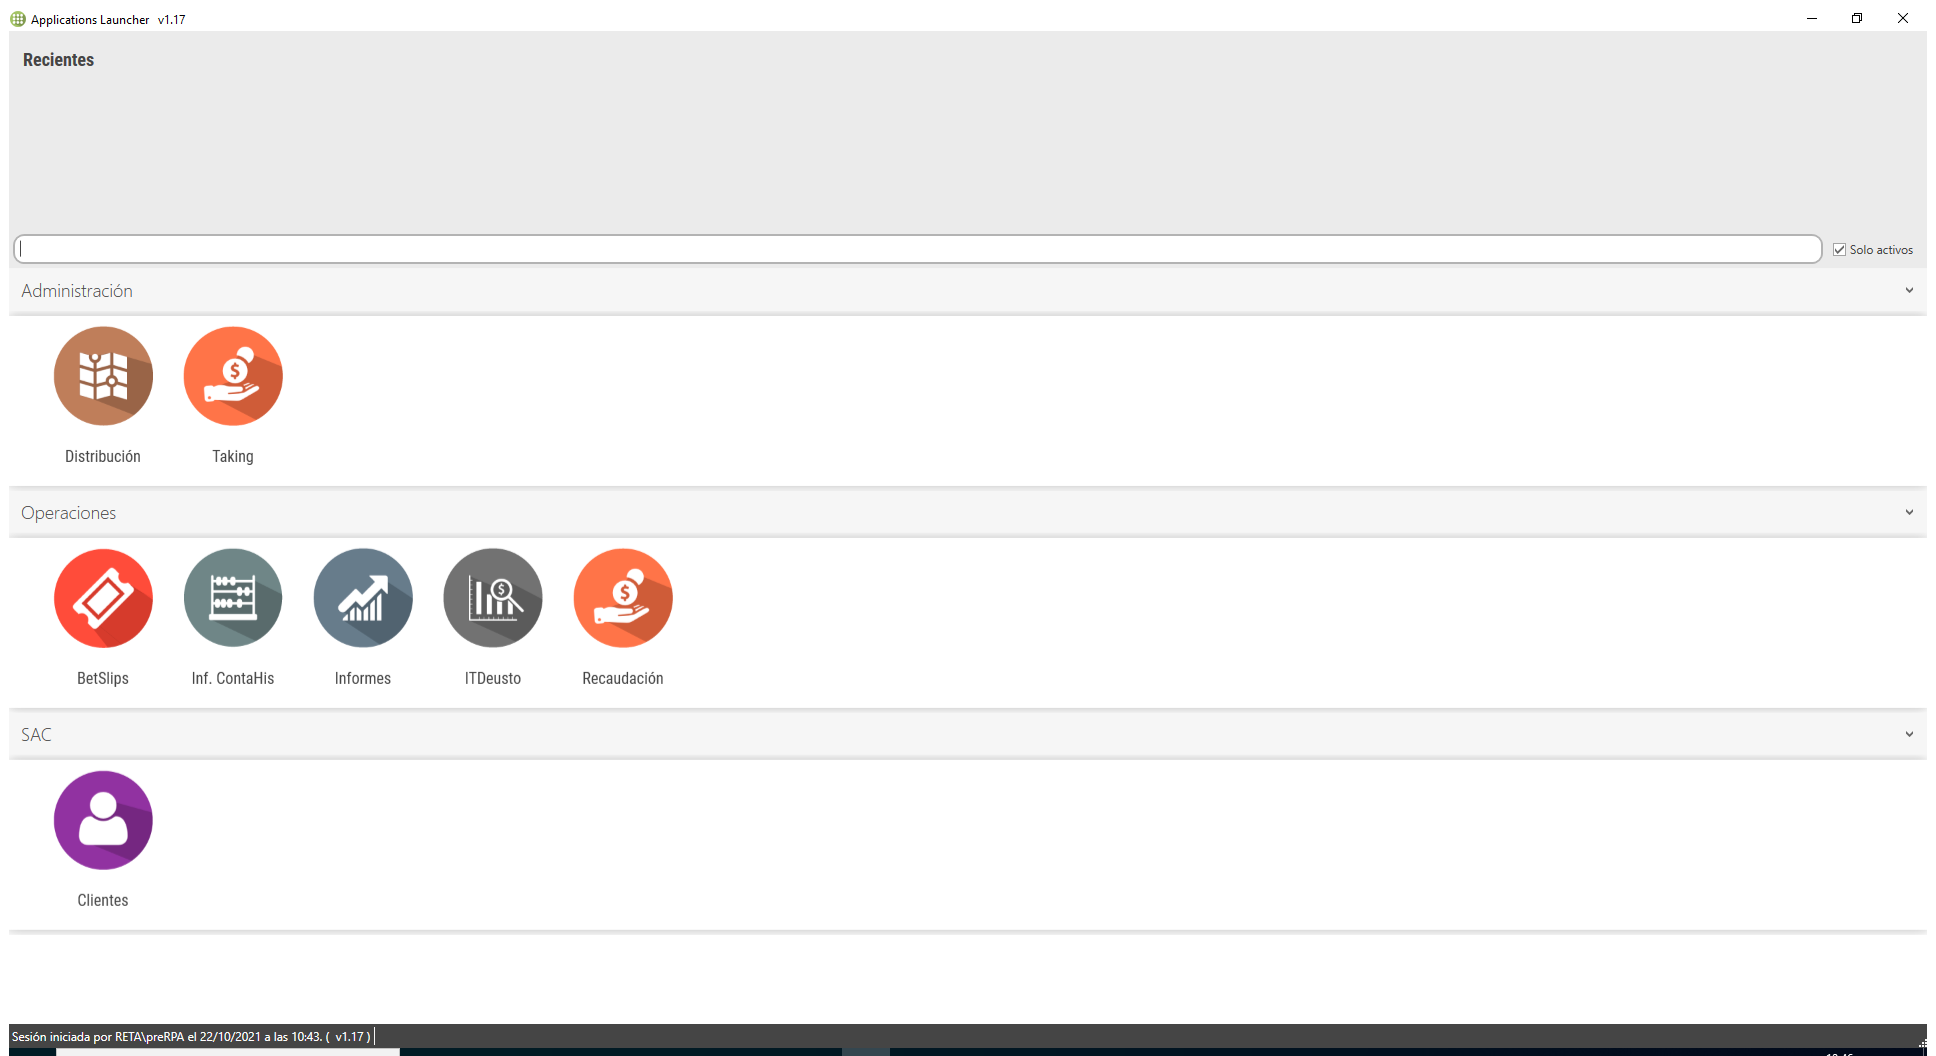 Applications Launcher v1.17
Recientes
Solo activos
Administración
Distribución
Taking
Operaciones
BetSlips
Inf. ContaHis
Informes
ITDeusto
Recaudación
SAC
Clientes
Sesión iniciada por RETA\preRPA el 22/10/2021 a las 10:43. ( v1.17 )